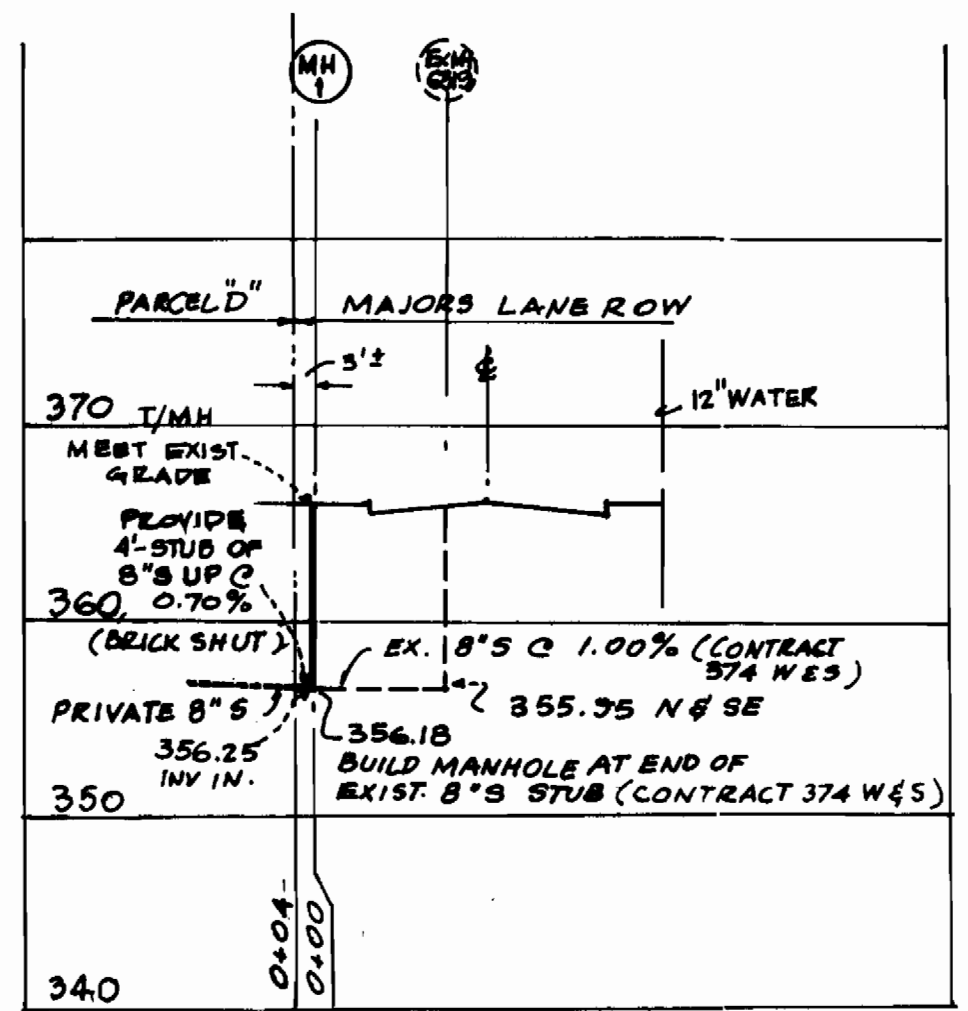 MH
PARCEL "D"
MAJORS LANE ROW
3'±
℄
12" WATER
370
T/MH
MEET EXIST.
GRADE
PROVIDE
4'-STUB OF
8"S UP @
0.70%
360
(BRICK SHUT)
EX. 8"S @ 1.00% (CONTRACT
374 W&S)
PRIVATE 8"S
355.95 N & SE
356.25
INV IN.
356.18
BUILD MANHOLE AT END OF
EXIST. 8"S STUB (CONTRACT 374 W&S)
350
0+04
0+00
340